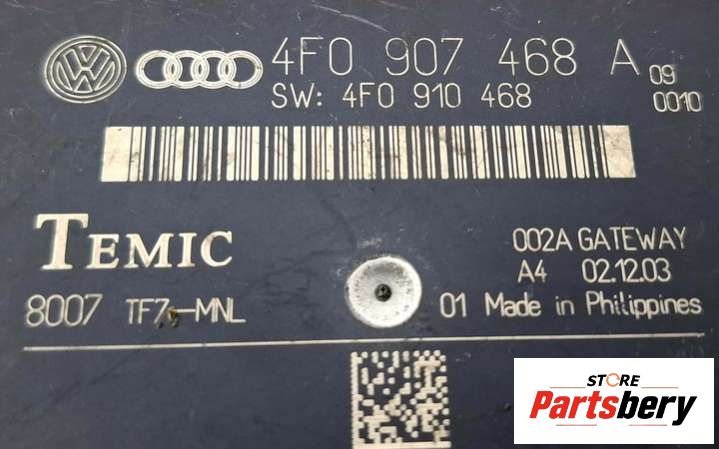 4F0 907 468 A 09
SW: 4F0 910 468 0010
TEMIC
002A GATEWAY
A4 02.12.03
8007 TF7 -MNL
01 Made in Philippines
STORE
Partsbery